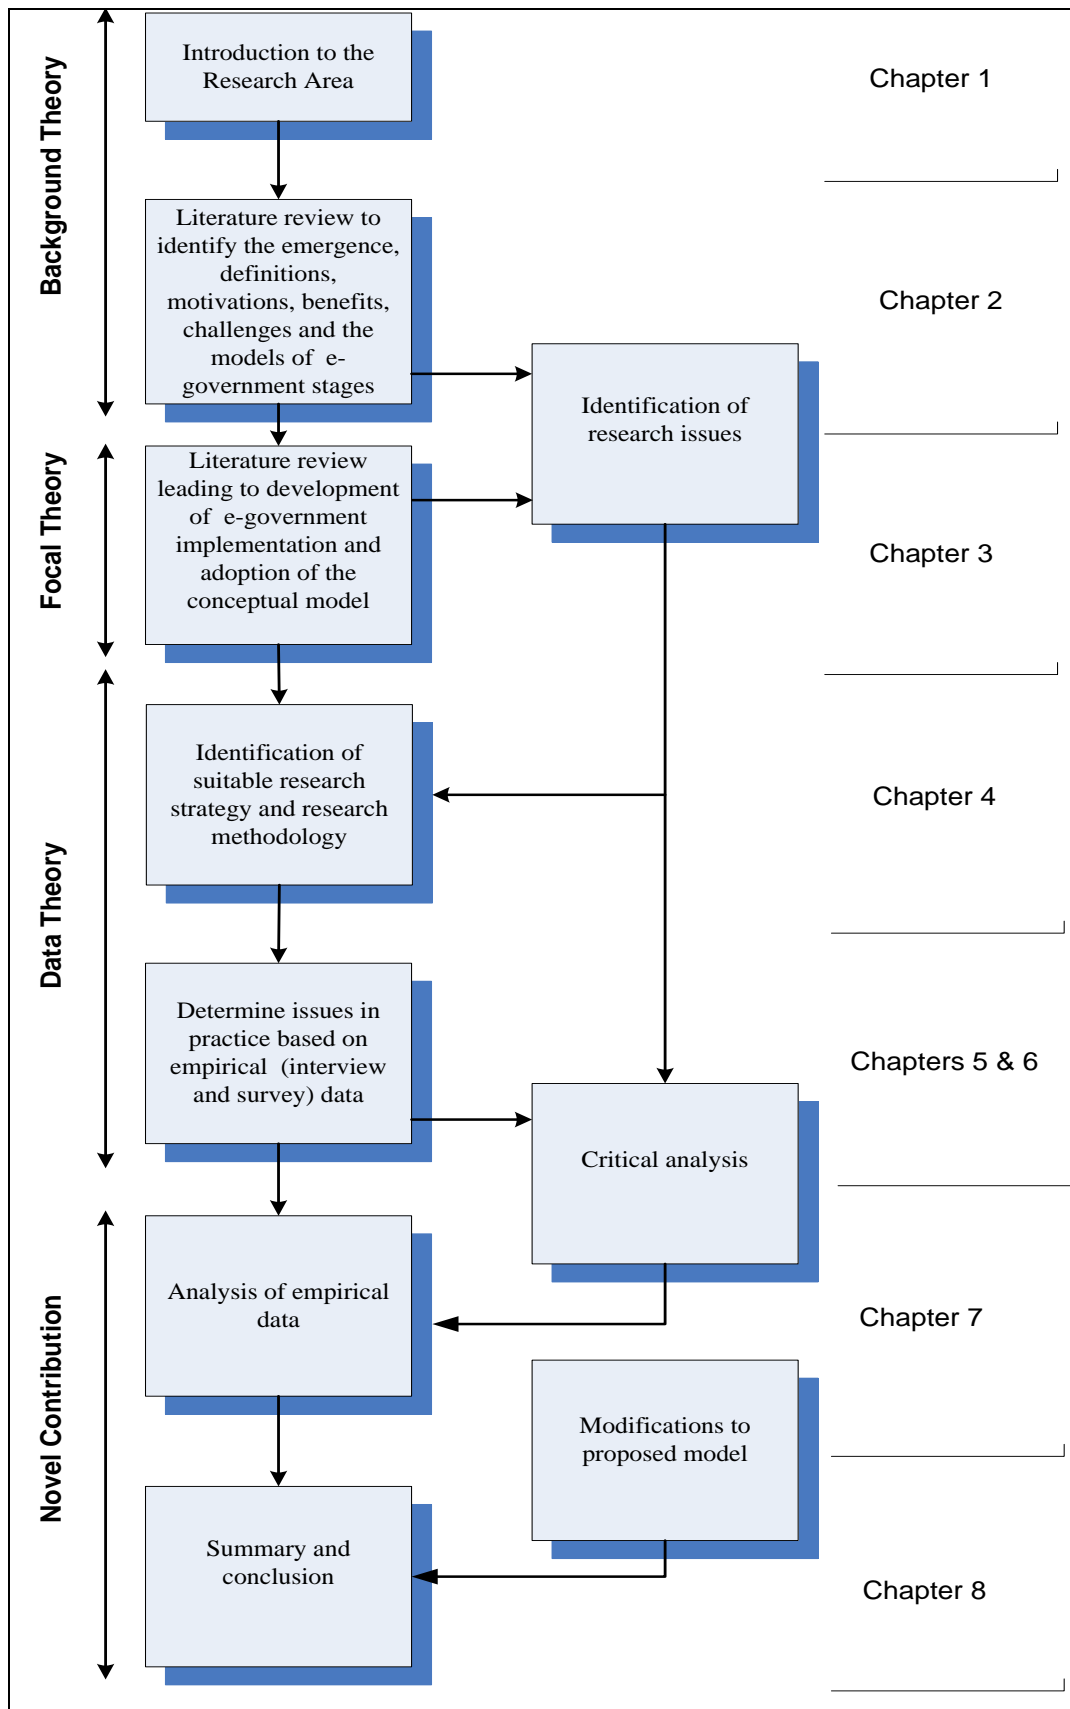 Background Theory
Introduction to the
Research Area
Chapter 1
Literature review to
identify the emergence,
definitions,
motivations, benefits,
challenges and the
models of e-
government stages
Chapter 2
Identification of
research issues
Focal Theory
Literature review
leading to development
of e-government
implementation and
adoption of the
conceptual model
Chapter 3
Data Theory
Identification of
suitable research
strategy and research
methodology
Chapter 4
Determine issues in
practice based on
empirical (interview
and survey) data
Chapters 5 & 6
Critical analysis
Novel Contribution
Analysis of empirical
data
Chapter 7
Modifications to
proposed model
Summary and
conclusion
Chapter 8